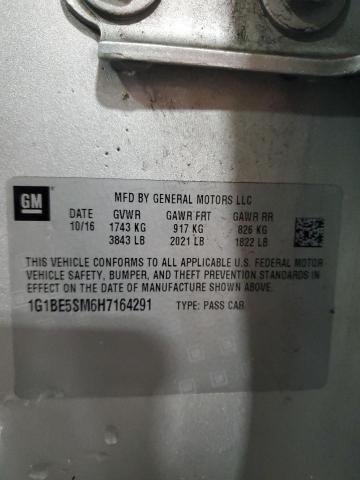 GM
MFD BY GENERAL MOTORS LLC
DATE GVWR GAWR FRT GAWR RR
10/16 1743 KG 917 KG 826 KG
3843 LB 2021 LB 1822 LB
THIS VEHICLE CONFORMS TO ALL APPLICABLE U.S. FEDERAL MOTOR
VEHICLE SAFETY, BUMPER, AND THEFT PREVENTION STANDARDS
IN EFFECT ON THE DATE OF MANUFACTURE SHOWN ABOVE.
1G1BE5SM6H7164291 TYPE: PASS CAR